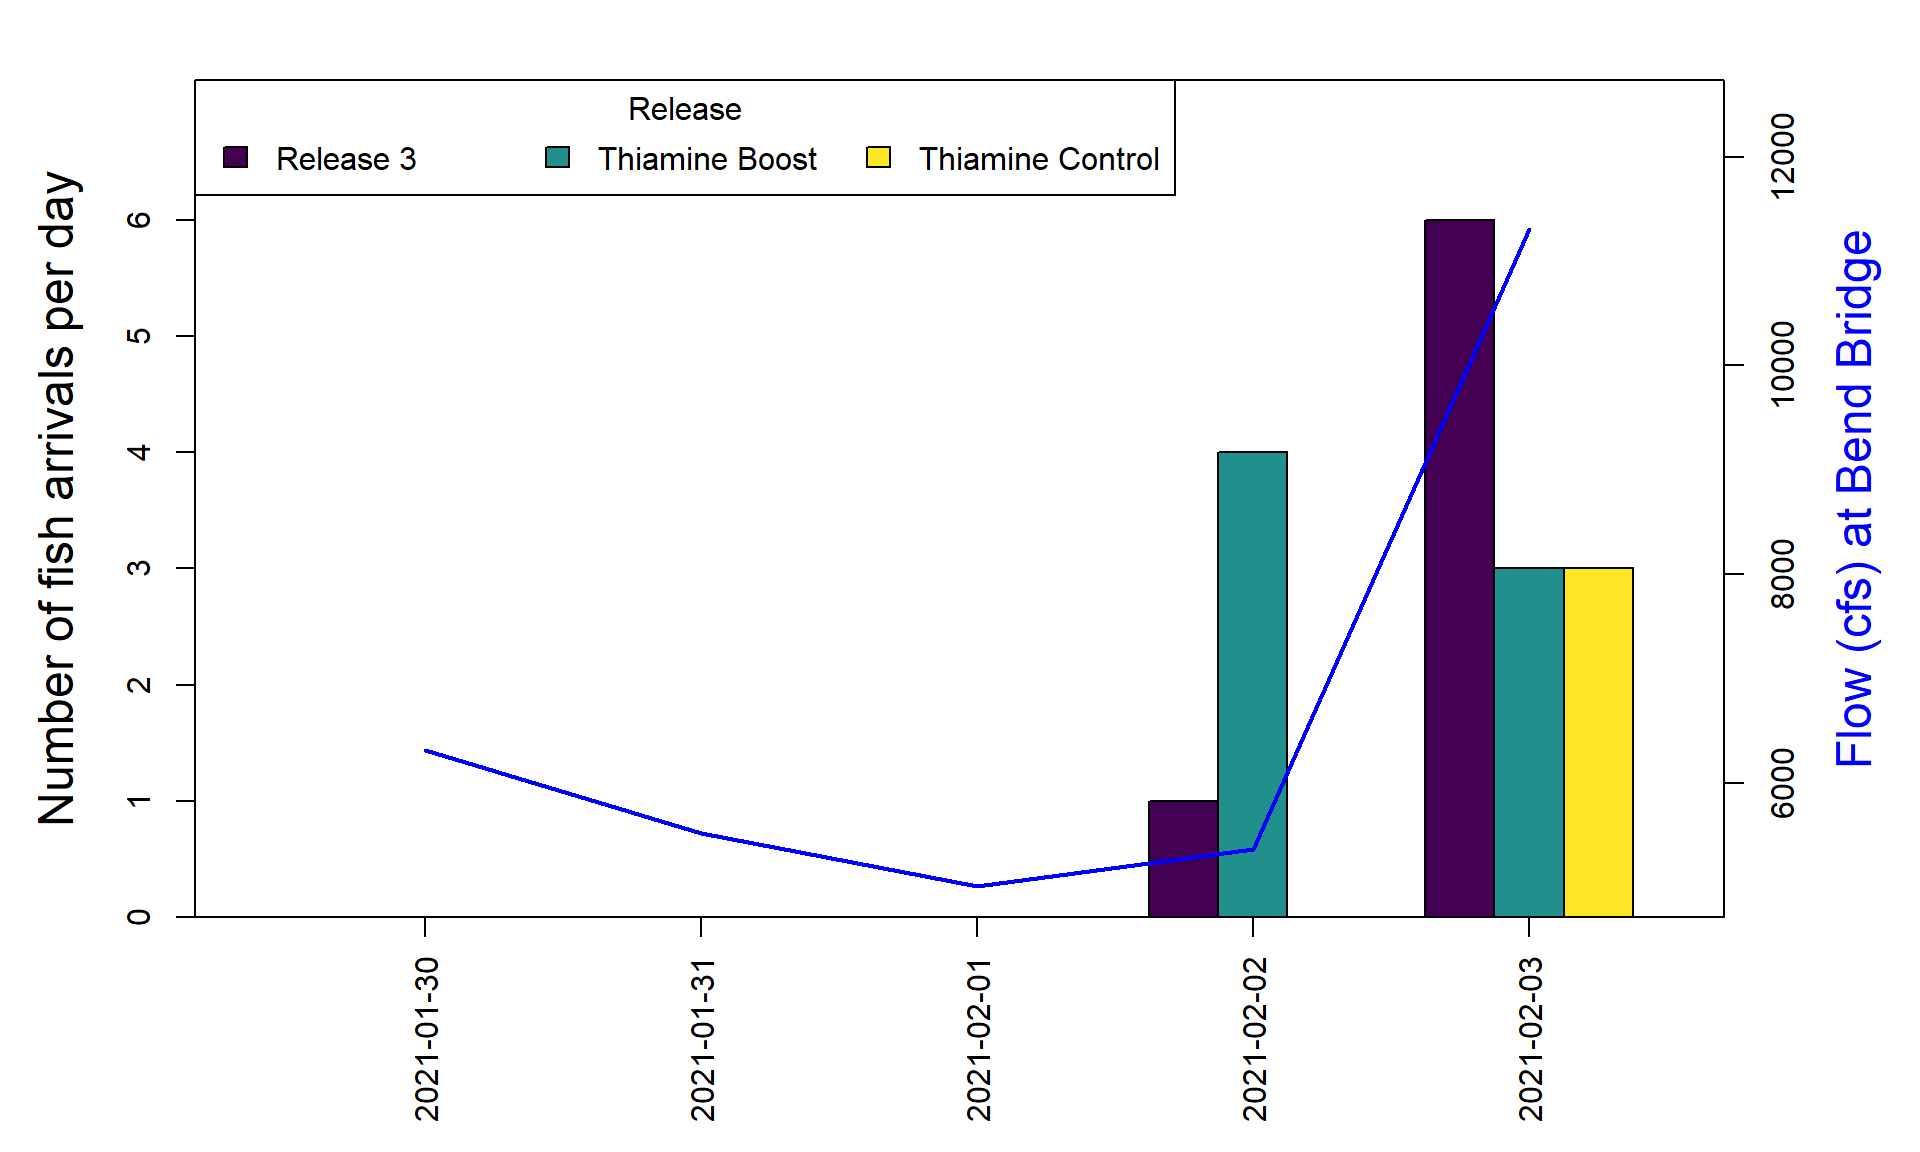 Release
Release 3
Thiamine Boost
Thiamine Control
Number of fish arrivals per day
6
5
4
3
2
1
0
12000
10000
8000
6000
Flow (cfs) at Bend Bridge
2021-01-30
2021-01-31
2021-02-01
2021-02-02
2021-02-03